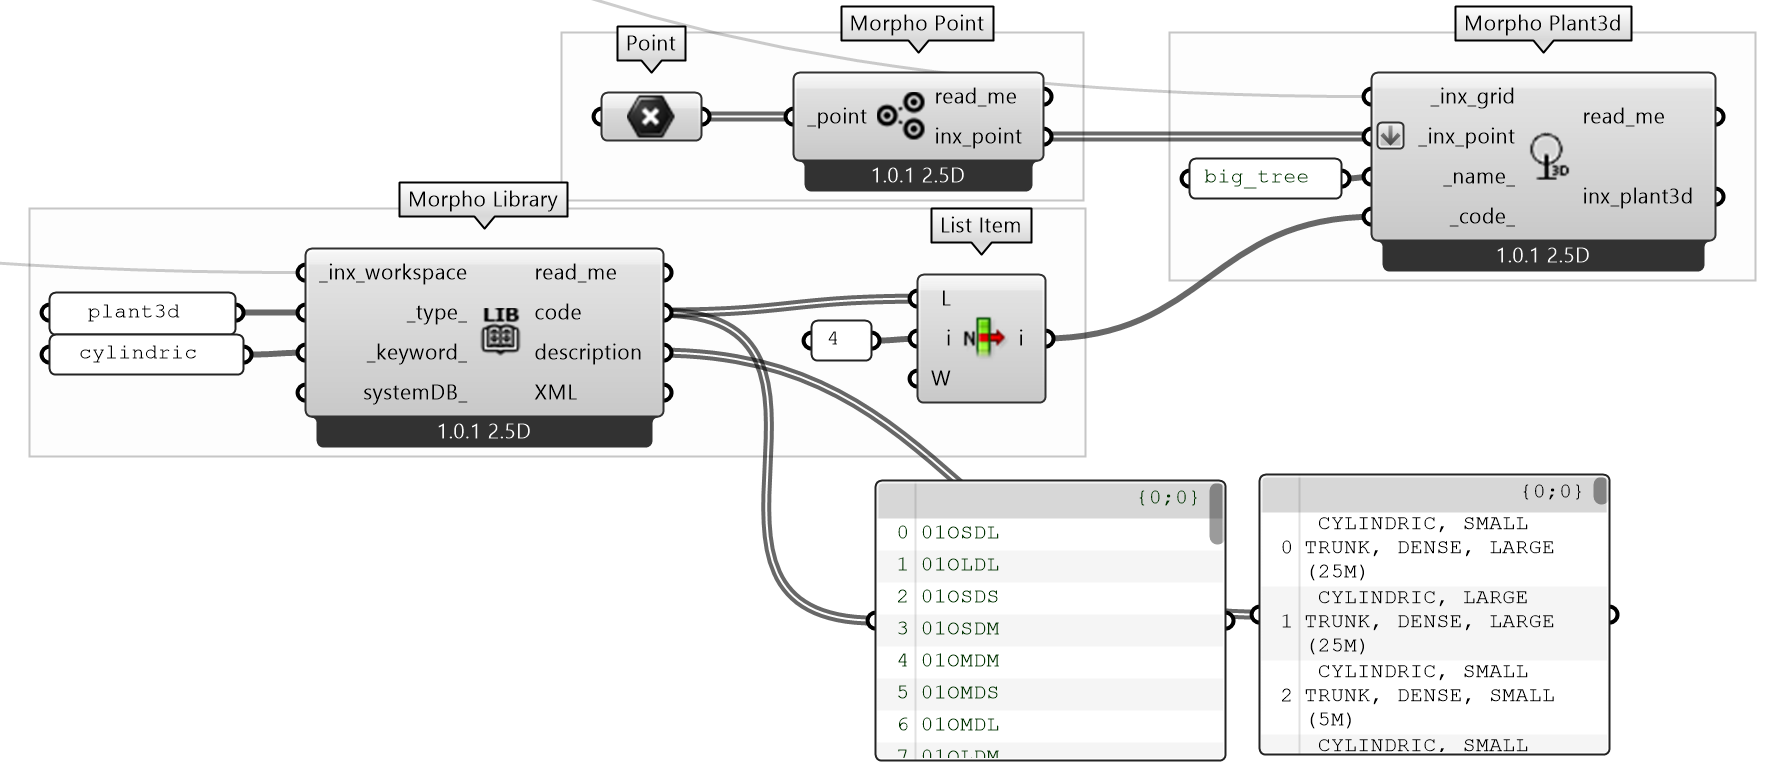 Point
Morpho Point
_point
read_me
inx_point
1.0.1 2.5D
Morpho Plant3d
_inx_grid
_inx_point
_name_
_code_
3D
read_me
inx_plant3d
1.0.1 2.5D
big_tree
Morpho Library
plant3d
cylindric
_inx_workspace
_type_
_keyword_
systemDB_
LIB
read_me
code
description
XML
1.0.1 2.5D
List Item
4
L
i
W
N
i
{0;0}
0 01OSDL
1 01OLDL
2 01OSDS
3 01OSDM
4 01OMDM
5 01OMDS
6 01OMDL
7 01OLDM
{0;0}
CYLINDRIC, SMALL
0 TRUNK, DENSE, LARGE
(25M)
CYLINDRIC, LARGE
1 TRUNK, DENSE, LARGE
(25M)
CYLINDRIC, SMALL
2 TRUNK, DENSE, SMALL
(5M)
CYLINDRIC, SMALL